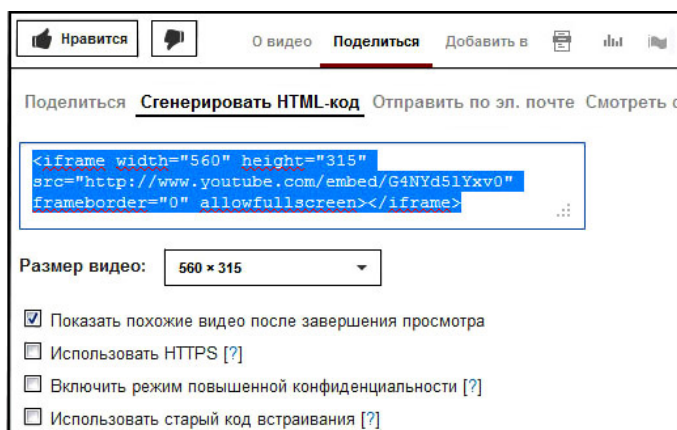 Нравится О видео Поделиться Добавить в
Поделиться Сгенерировать HTML-код Отправить по эл. почте Смотреть
<iframe width="560" height="315"
src="http://www.youtube.com/embed/G4NYd5lYxv0"
frameborder="0" allowfullscreen></iframe>
Размер видео: 560 × 315
Показать похожие видео после завершения просмотра
Использовать HTTPS [?]
Включить режим повышенной конфиденциальности [?]
Использовать старый код встраивания [?]